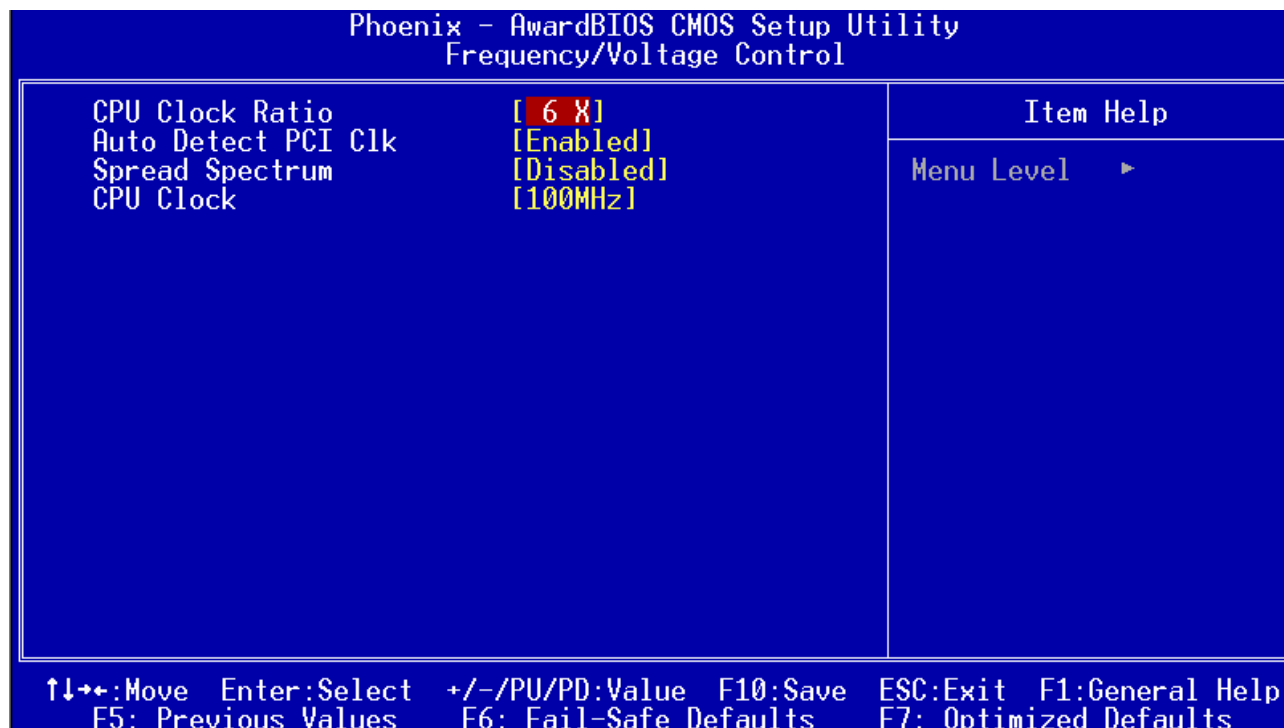 Phoenix - AwardBIOS CMOS Setup Utility
Frequency/Voltage Control
CPU Clock Ratio [ 6 X]
Auto Detect PCI Clk [Enabled]
Spread Spectrum [Disabled]
CPU Clock [100MHz]
Item Help
Menu Level ►
↑↓→←:Move Enter:Select +/-/PU/PD:Value F10:Save ESC:Exit F1:General Help
F5: Previous Values F6: Fail-Safe Defaults F7: Optimized Defaults